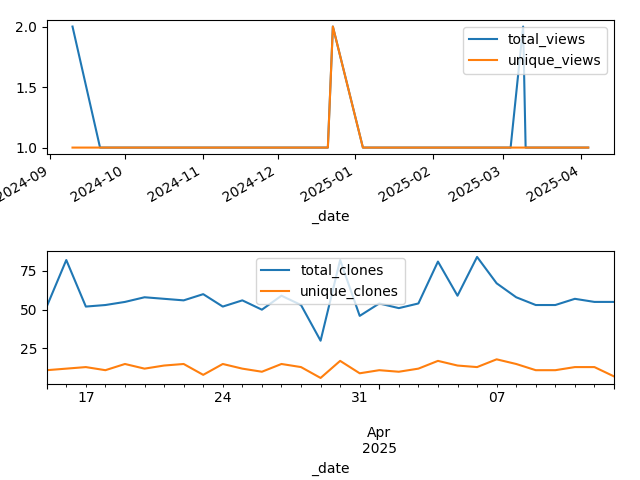 2.0
total_views
unique_views
1.5
1.0
2024-09
2024-10
2024-11
2024-12
2025-01
2025-02
2025-03
2025-04
_date
total_clones
unique_clones
75
50
25
17
24
31
07
Apr
2025
_date